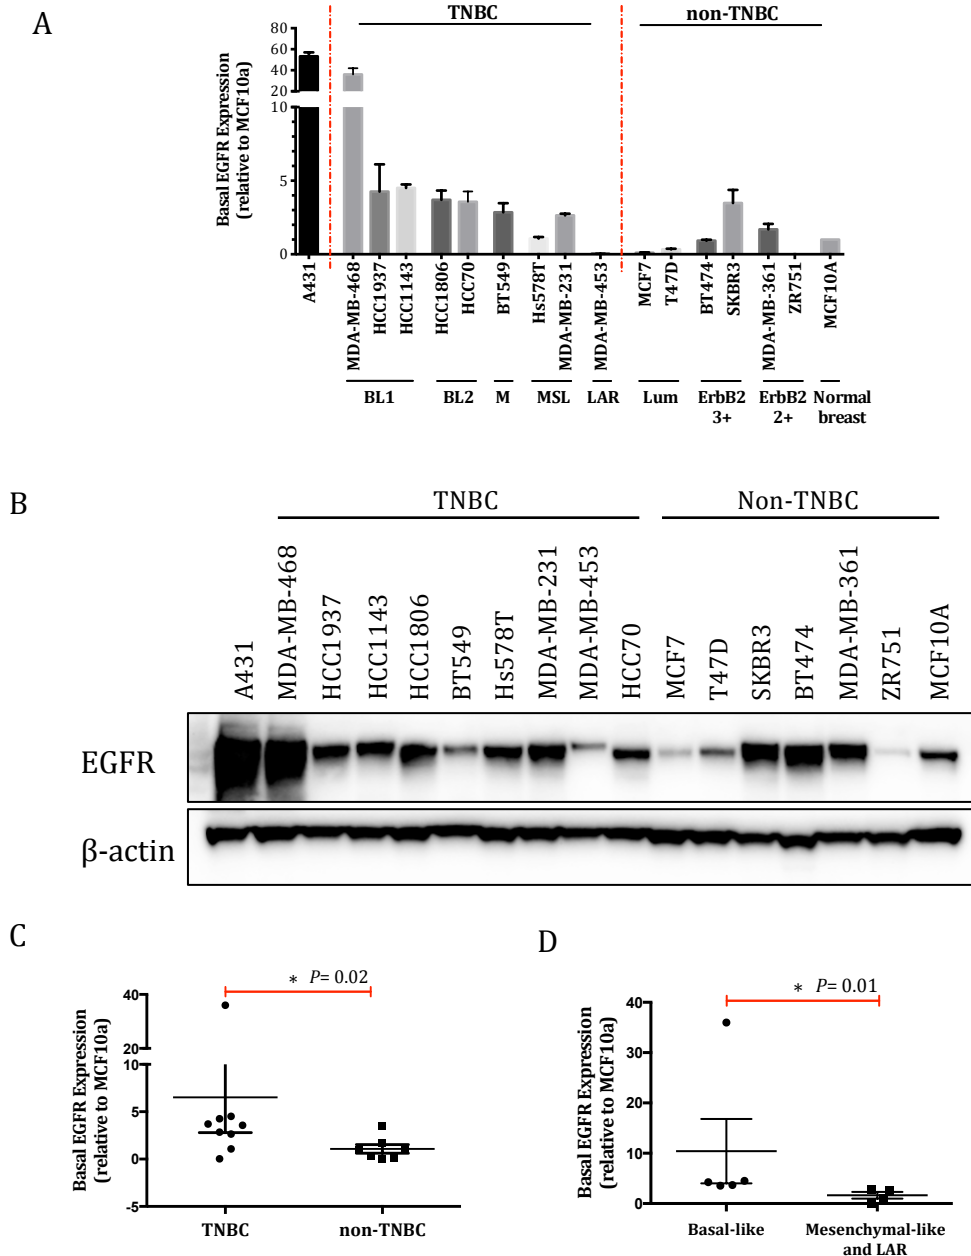 A
TNBC
non-TNBC
Basal EGFR Expression
(relative to MCF10a)
80
60
40
20
10
5
0
A431
MDA-MB-468
HCC1937
HCC1143
HCC1806
HCC70
BT549
Hs578T
MDA-MB-231
MDA-MB-453
MCF7
T47D
BT474
SKBR3
MDA-MB-361
ZR751
MCF10A
BL1
BL2
M
MSL
LAR
Lum
ErbB2
3+
ErbB2
2+
Normal
breast
B
TNBC
Non-TNBC
A431
MDA-MB-468
HCC1937
HCC1143
HCC1806
BT549
Hs578T
MDA-MB-231
MDA-MB-453
HCC70
MCF7
T47D
SKBR3
BT474
MDA-MB-361
ZR751
MCF10A
EGFR
β-actin
C
* P= 0.02
Basal EGFR Expression
(relative to MCF10a)
40
20
10
5
0
-5
TNBC
non-TNBC
D
* P= 0.01
Basal EGFR Expression
(relative to MCF10a)
40
30
20
10
0
Basal-like
Mesenchymal-like
and LAR